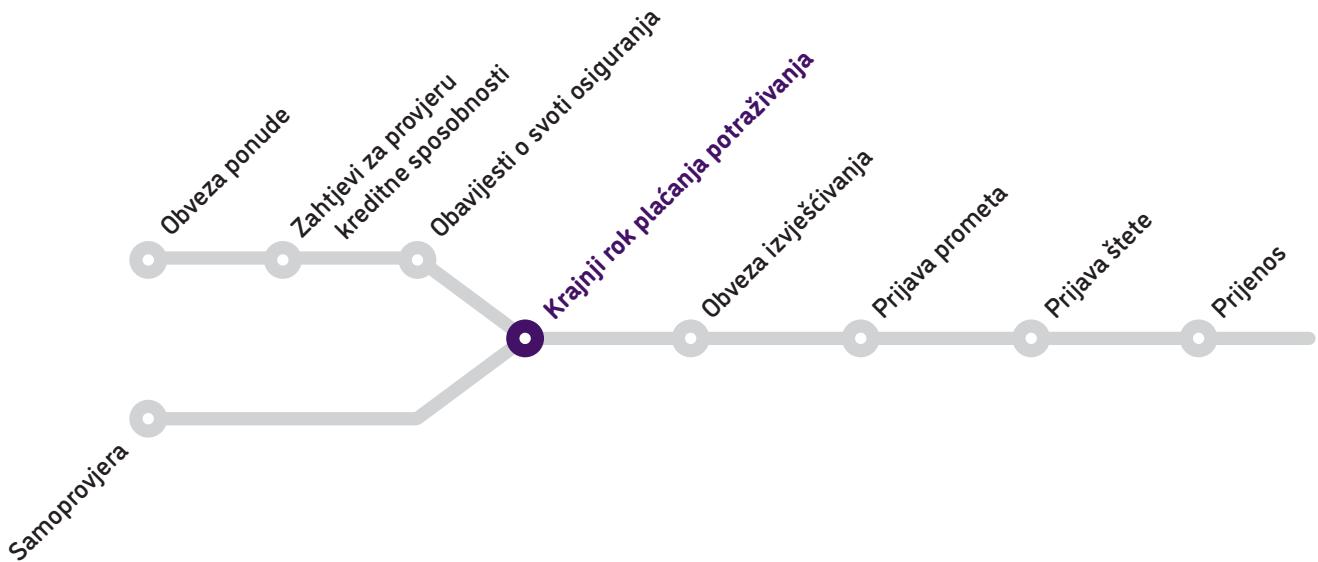 Obveza ponude
Zahtjevi za provjeru
kreditne sposobnosti
Obavijesti o svoti osiguranja
Krajnji rok plaćanja potraživanja
Obveza izvješćivanja
Prijava prometa
Prijava štete
Prijenos
Samoprovjera